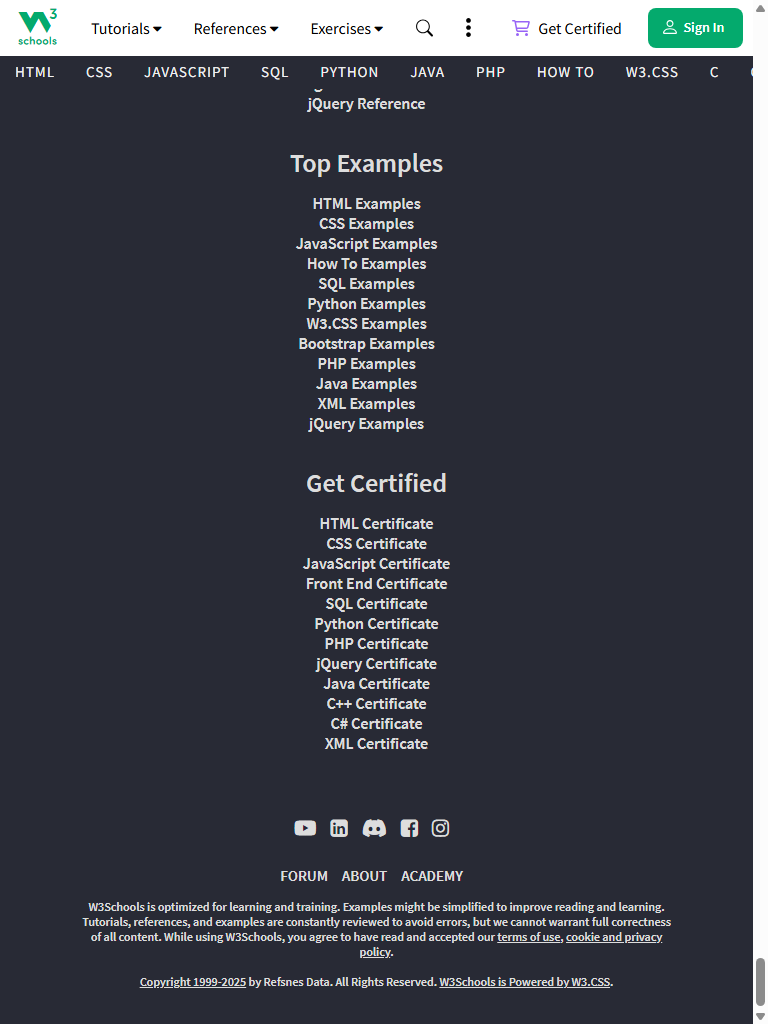 3
schools
Tutorials References Exercises Get Certified Sign In
HTML CSS JAVASCRIPT SQL PYTHON JAVA PHP HOW TO W3.CSS C
jQuery Reference
Top Examples
HTML Examples
CSS Examples
JavaScript Examples
How To Examples
SQL Examples
Python Examples
W3.CSS Examples
Bootstrap Examples
PHP Examples
Java Examples
XML Examples
jQuery Examples
Get Certified
HTML Certificate
CSS Certificate
JavaScript Certificate
Front End Certificate
SQL Certificate
Python Certificate
PHP Certificate
jQuery Certificate
Java Certificate
C++ Certificate
C# Certificate
XML Certificate
FORUM ABOUT ACADEMY
W3Schools is optimized for learning and training. Examples might be simplified to improve reading and learning.
Tutorials, references, and examples are constantly reviewed to avoid errors, but we cannot warrant full correctness
of all content. While using W3Schools, you agree to have read and accepted our terms of use, cookie and privacy
policy.
Copyright 1999-2025 by Refsnes Data. All Rights Reserved. W3Schools is Powered by W3.CSS.